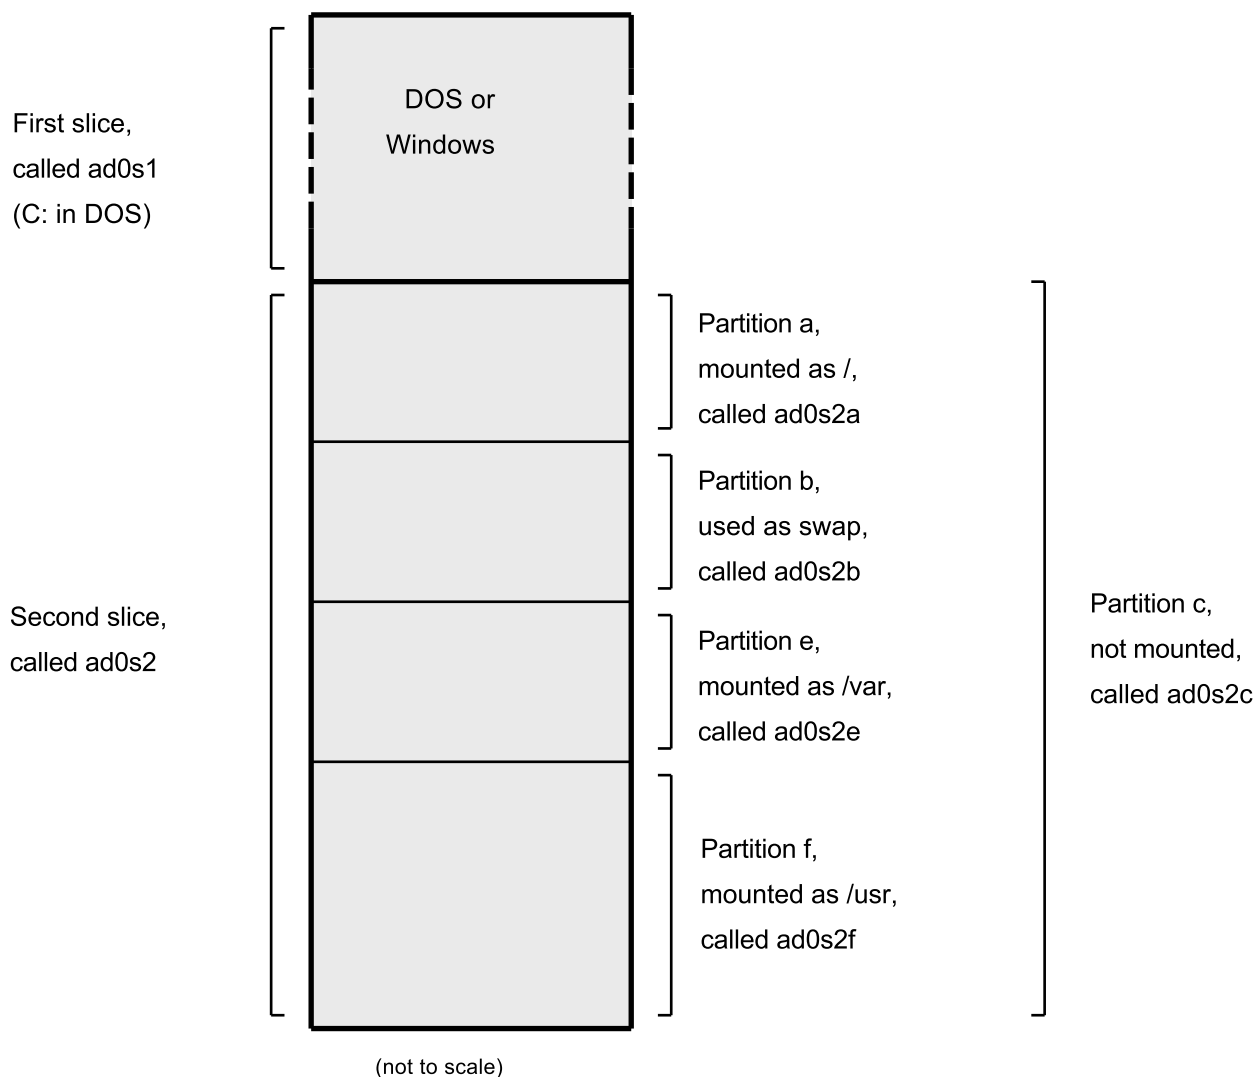 DOS or
Windows
First slice,
called ad0s1
(C: in DOS)
Partition a,
mounted as /,
called ad0s2a
Partition b,
used as swap,
called ad0s2b
Second slice,
called ad0s2
Partition e,
mounted as /var,
called ad0s2e
Partition c,
not mounted,
called ad0s2c
Partition f,
mounted as /usr,
called ad0s2f
(not to scale)